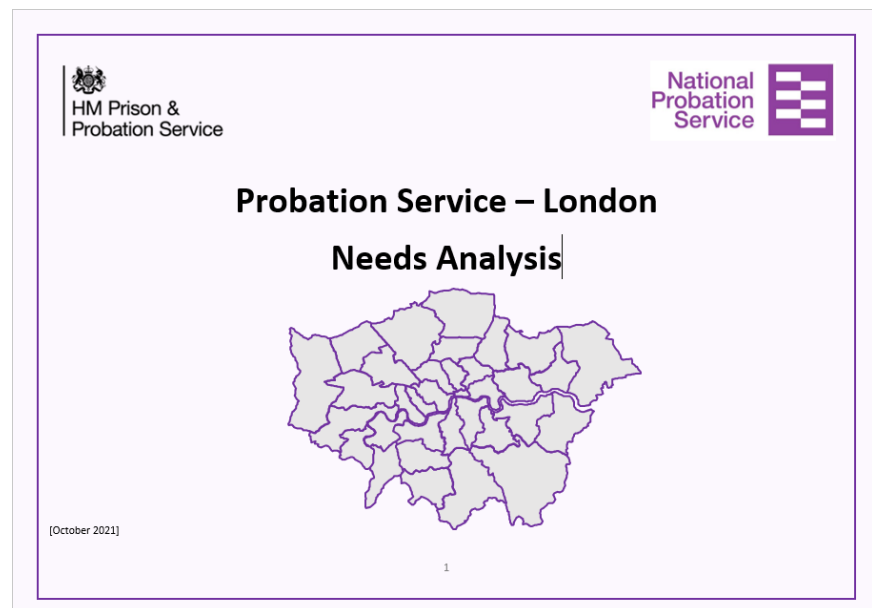 HM Prison &
Probation Service
National
Probation
Service
Probation Service – London
Needs Analysis
[October 2021]
1